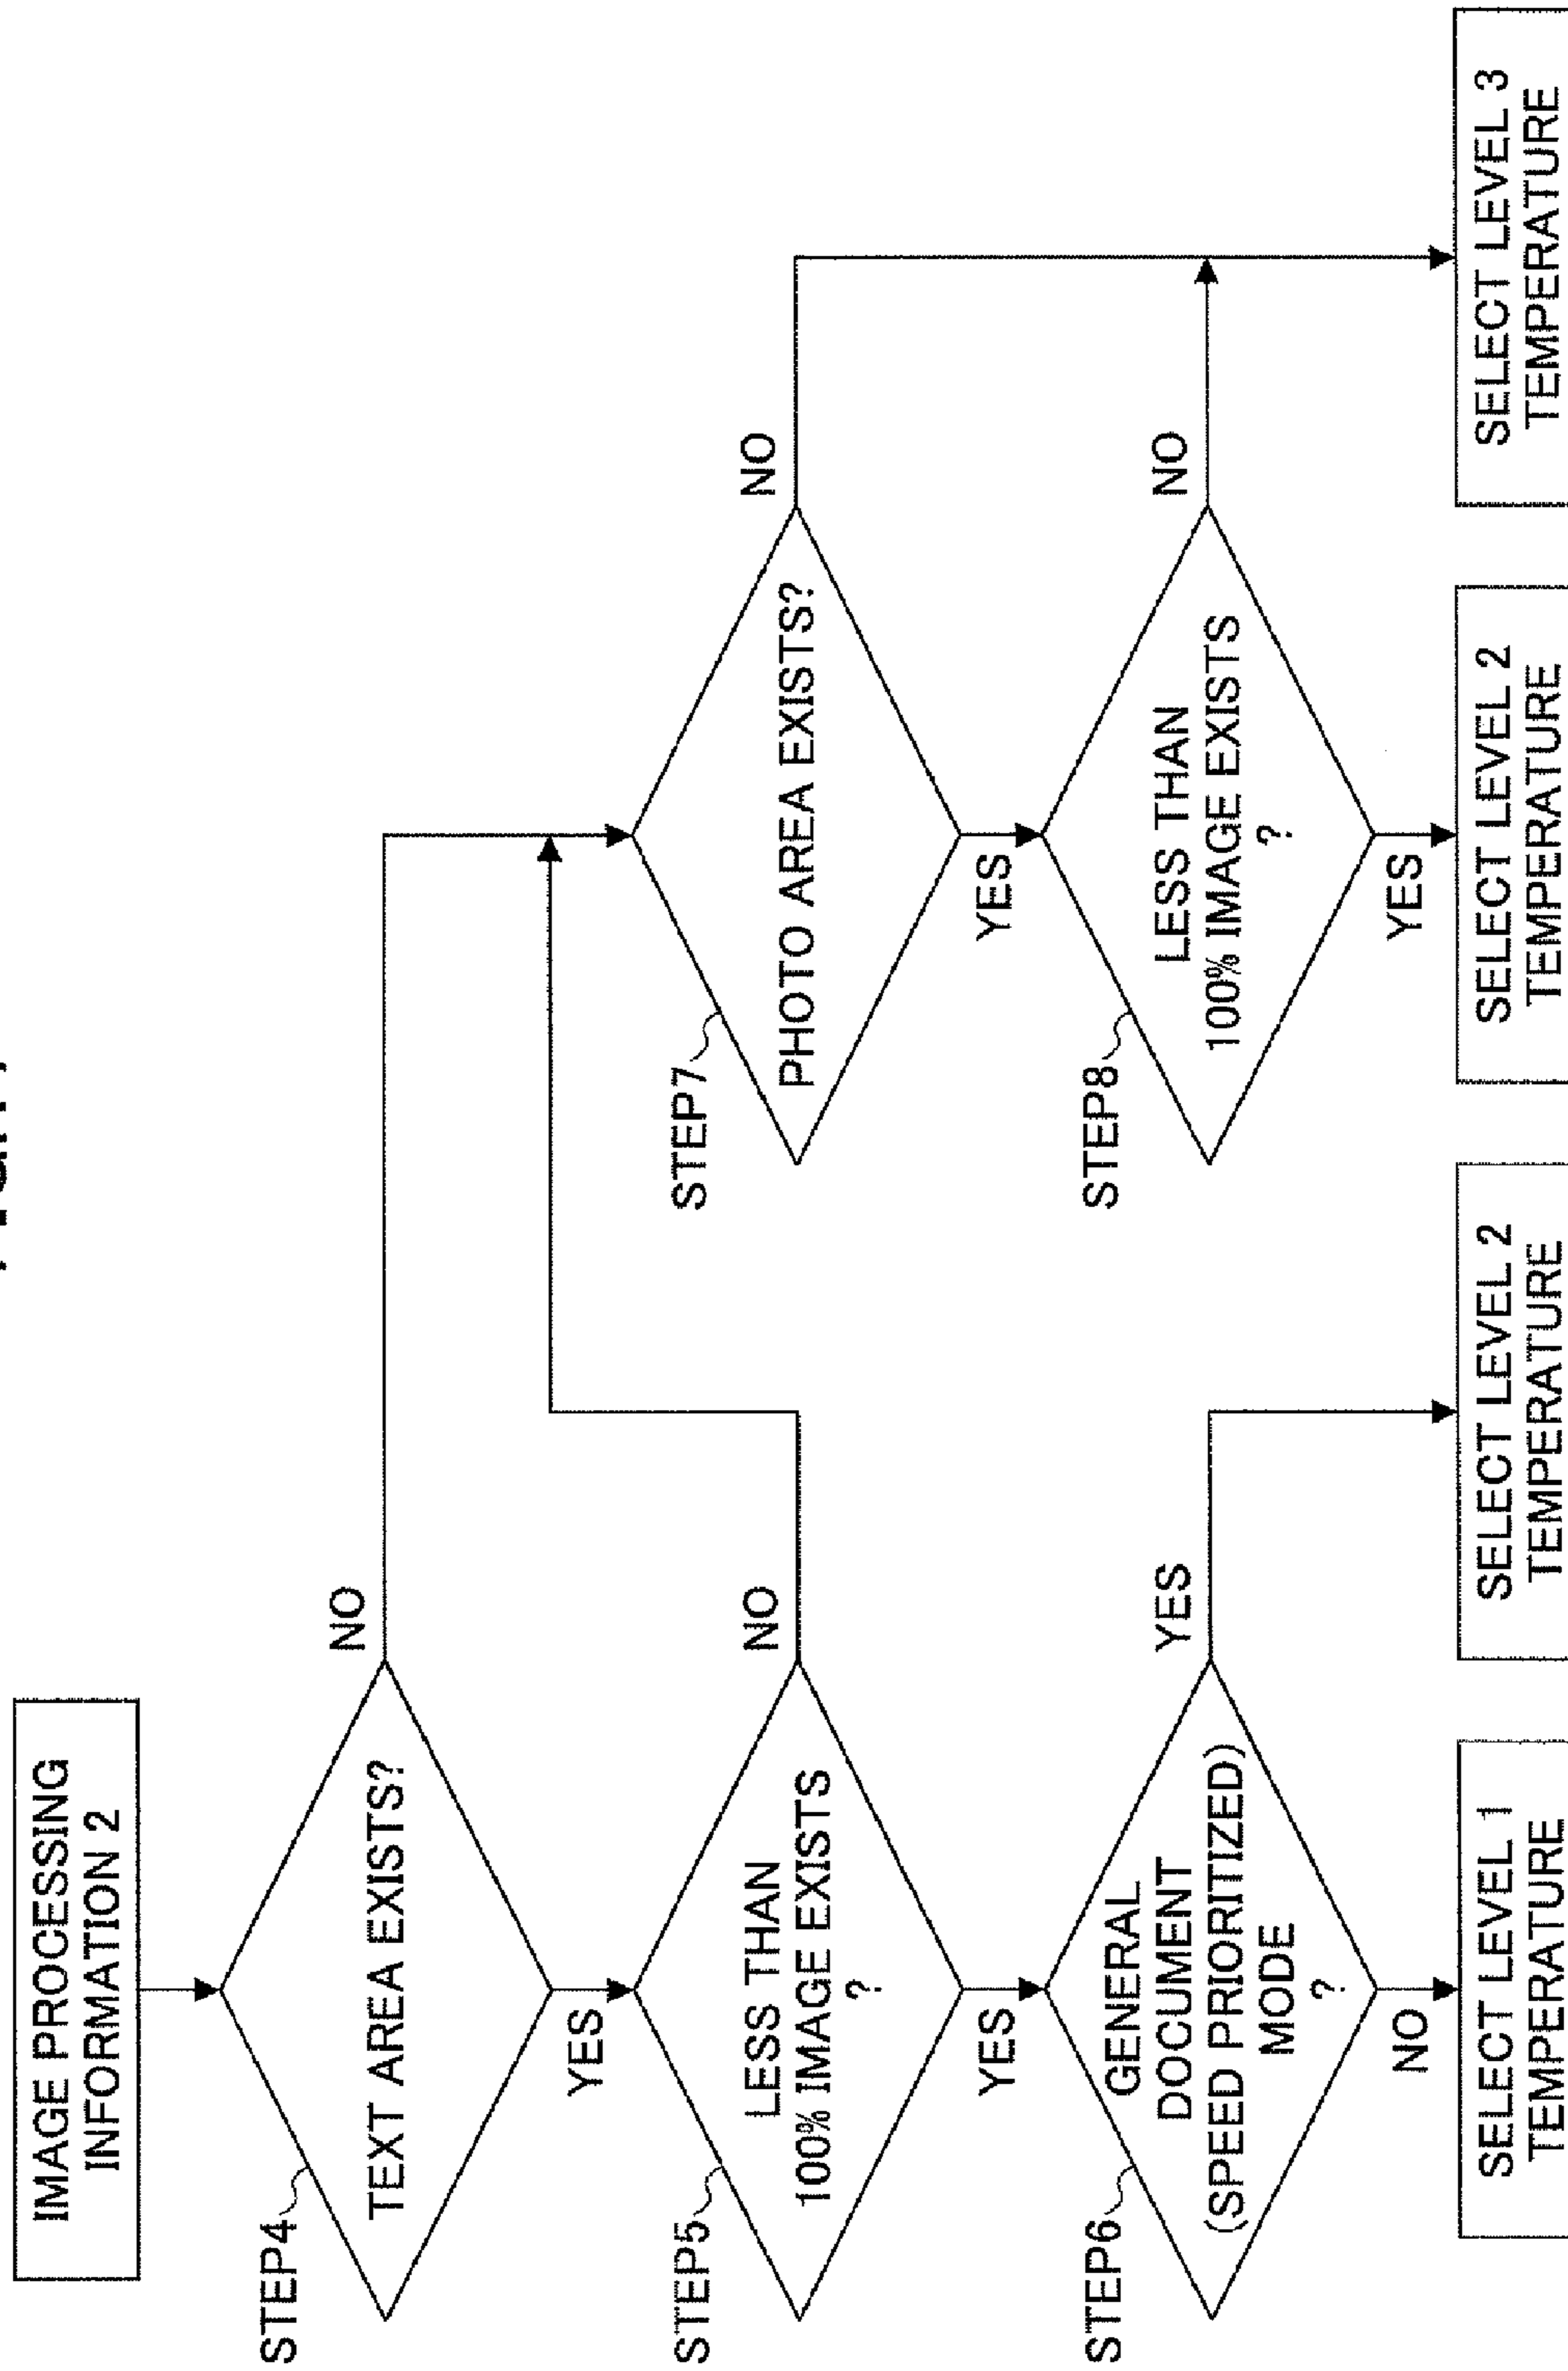 IMAGE PROCESSING
INFORMATION 2
STEP4
TEXT AREA EXISTS?
NO
YES
STEP5
LESS THAN
100% IMAGE EXISTS
?
NO
YES
STEP6
GENERAL
DOCUMENT
(SPEED PRIORITIZED)
MODE
?
YES
NO
STEP7
PHOTO AREA EXISTS?
NO
YES
STEP8
LESS THAN
100% IMAGE EXISTS
?
NO
YES
SELECT LEVEL 1
TEMPERATURE
SELECT LEVEL 2
TEMPERATURE
SELECT LEVEL 2
TEMPERATURE
SELECT LEVEL 3
TEMPERATURE